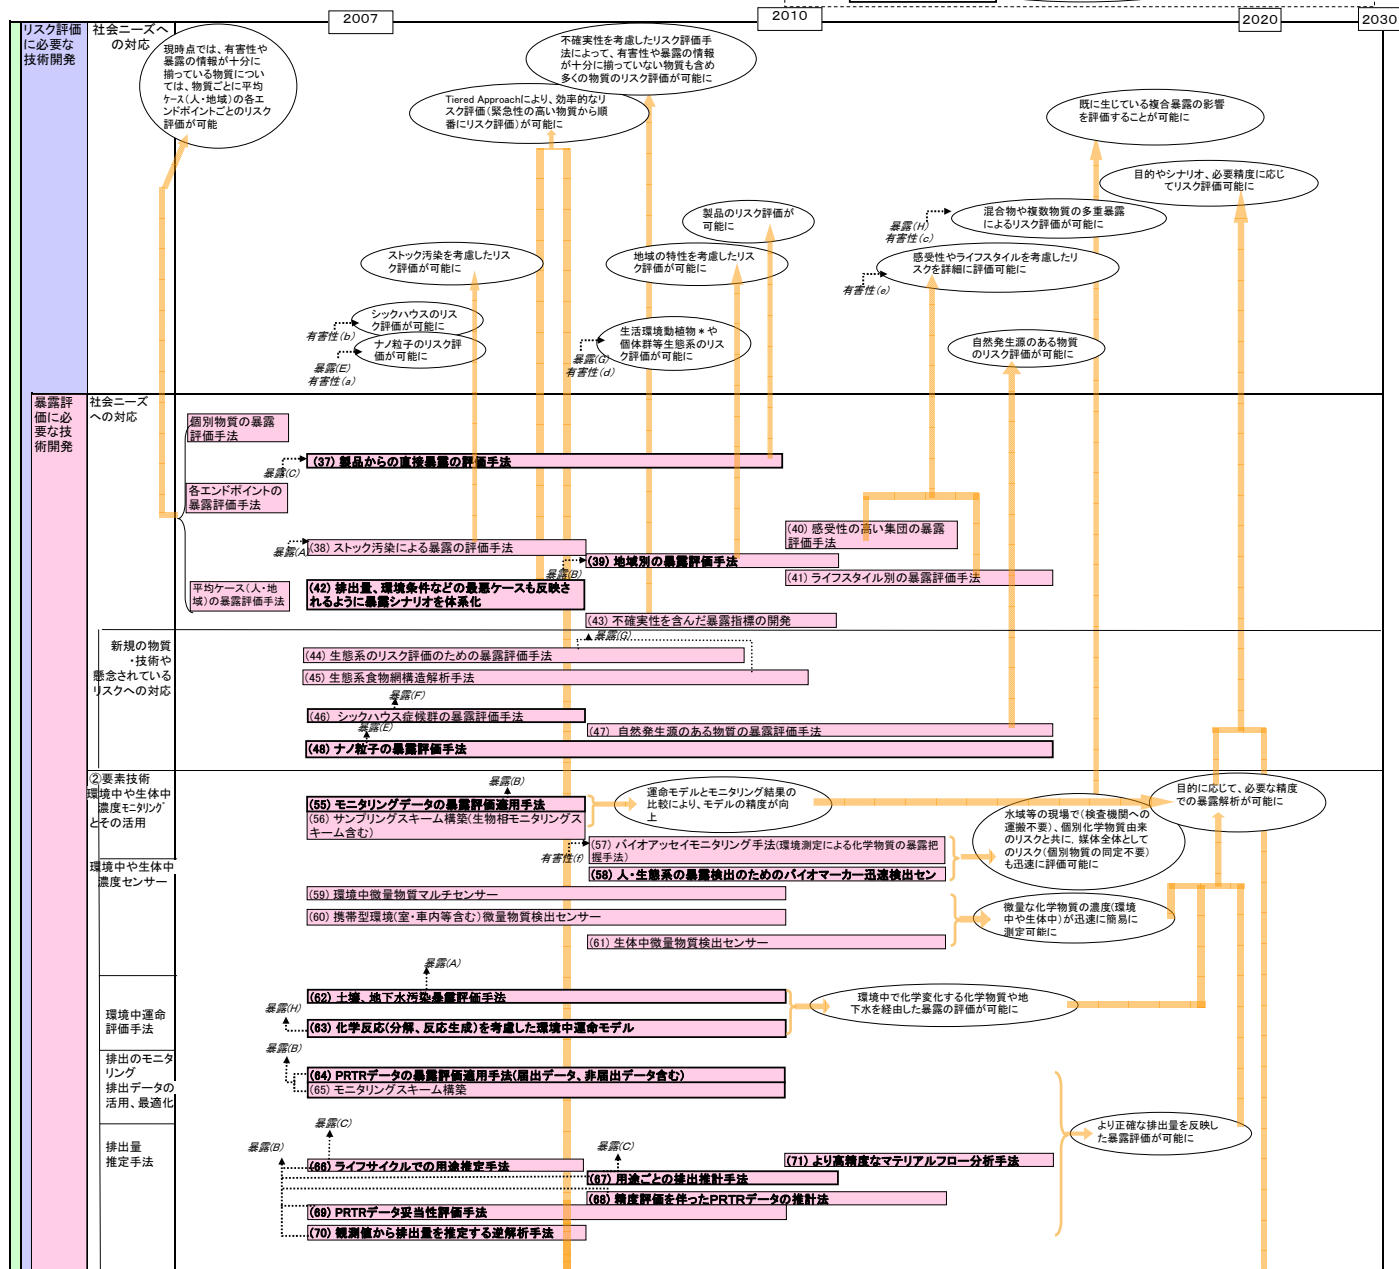 2007
2010
2020
2030
リスク評価
に必要な
技術開発
社会ニーズへ
の対応
現時点では、有害性や
暴露の情報が十分に
揃っている物質につい
ては、物質ごとに平均
ケース(人・地域)の各エ
ンドポイントごとのリスク
評価が可能
不確実性を考慮したリスク評価手
法によって、有害性や暴露の情報
が十分に揃っていない物質も含め
多くの物質のリスク評価が可能に
Tiered Approachにより、効率的なリ
スク評価(緊急性の高い物質から順
番にリスク評価)が可能に
既に生じている複合暴露の影響
を評価することが可能に
目的やシナリオ、必要精度に応じ
てリスク評価可能に
製品のリスク評価が
可能に
暴露(H)
有害性(c)
混合物や複数物質の多重暴露
によるリスク評価が可能に
ストック汚染を考慮したリス
ク評価が可能に
地域の特性を考慮したリス
ク評価が可能に
感受性やライフスタイルを考慮したリ
スクを詳細に評価可能に
有害性(e)
シックハウスのリス
ク評価が可能に
有害性(b)
ナノ粒子のリスク評
価が可能に
暴露(E)
有害性(a)
生活環境動植物＊や
個体群等生態系のリス
ク評価が可能に
暴露(G)
有害性(d)
自然発生源のある物質
のリスク評価が可能に
暴露評
価に必
要な技
術開発
社会ニーズ
への対応
個別物質の暴露
評価手法
(37) 製品からの直接暴露の評価手法
暴露(C)
各エンドポイントの
暴露評価手法
(40) 感受性の高い集団の暴露
評価手法
暴露(A)
(38) ストック汚染による暴露の評価手法
(39) 地域別の暴露評価手法
暴露(B)
(41) ライフスタイル別の暴露評価手法
平均ケース(人・地
域)の暴露評価手法
(42) 排出量、環境条件などの最悪ケースも反映さ
れるように暴露シナリオを体系化
(43) 不確実性を含んだ暴露指標の開発
新規の物質
・技術や
懸念されている
リスクへの対応
暴露(G)
(44) 生態系のリスク評価のための暴露評価手法
(45) 生態系食物網構造解析手法
暴露(F)
(46) シックハウス症候群の暴露評価手法
暴露(E)
(47) 自然発生源のある物質の暴露評価手法
(48) ナノ粒子の暴露評価手法
②要素技術
環境中や生体中
濃度モニタリング
とその活用
暴露(B)
(55) モニタリングデータの暴露評価適用手法
(56) サンプリングスキーム構築(生物相モニタリングス
キーム含む)
運命モデルとモニタリング結果の
比較により、モデルの精度が向
上
目的に応じて、必要な精度
での暴露解析が可能に
水域等の現場で(検査機関への
運搬不要)、個別化学物質由来
のリスクと共に、媒体全体として
のリスク(個別物質の同定不要)
も迅速に評価可能に
有害性(f)
(57) バイオアッセイモニタリング手法(環境測定による化学物質の暴露把
握手法)
(58) 人・生態系の暴露検出のためのバイオマーカー迅速検出セン
環境中や生体中
濃度センサー
(59) 環境中微量物質マルチセンサー
(60) 携帯型環境(室・車内等含む)微量物質検出センサー
(61) 生体中微量物質検出センサー
微量な化学物質の濃度(環境
中や生体中)が迅速に簡易に
測定可能に
暴露(A)
環境中運命
評価手法
(62) 土壌、地下水汚染暴露評価手法
暴露(H)
(63) 化学反応(分解、反応生成)を考慮した環境中運命モデル
環境中で化学変化する化学物質や地
下水を経由した暴露の評価が可能に
排出のモニタ
リング
排出データの
活用、最適化
暴露(B)
(64) PRTRデータの暴露評価適用手法(届出データ、非届出データ含む)
(65) モニタリングスキーム構築
より正確な排出量を反映し
た暴露評価が可能に
排出量
推定手法
暴露(C)
暴露(B)
暴露(C)
(66) ライフサイクルでの用途推定手法
(71) より高精度なマテリアルフロー分析手法
(67) 用途ごとの排出推計手法
(68) 精度評価を伴ったPRTRデータの推計法
(69) PRTRデータ妥当性評価手法
(70) 観測値から排出量を推定する逆解析手法